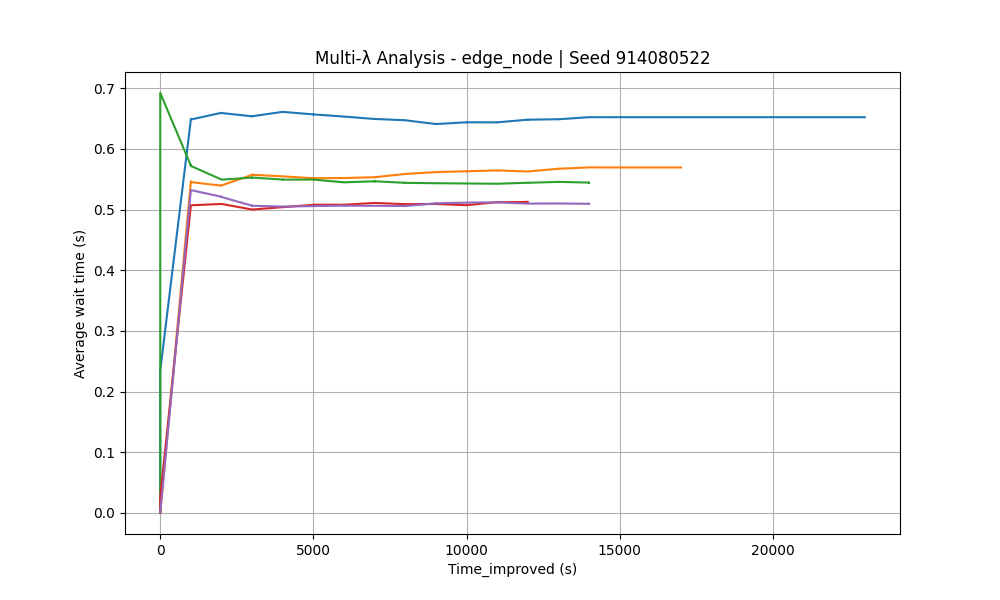 Multi-λ Analysis - edge_node | Seed 914080522
Average wait time (s)
0.7
0.6
0.5
0.4
0.3
0.2
0.1
0.0
0 5000 10000 15000 20000
Time_improved (s)